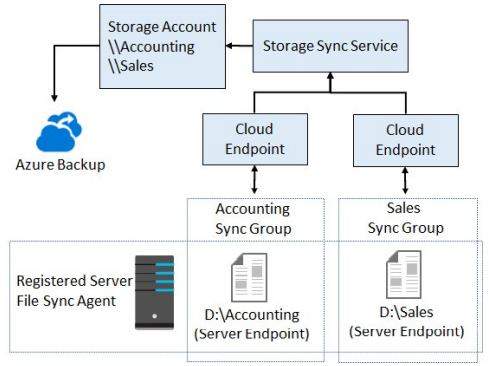 Storage Account
\\Accounting
\\Sales
Storage Sync Service
Azure Backup
Cloud
Endpoint
Cloud
Endpoint
Accounting
Sync Group
Sales
Sync Group
Registered Server
File Sync Agent
D:\Accounting
(Server Endpoint)
D:\Sales
(Server Endpoint)